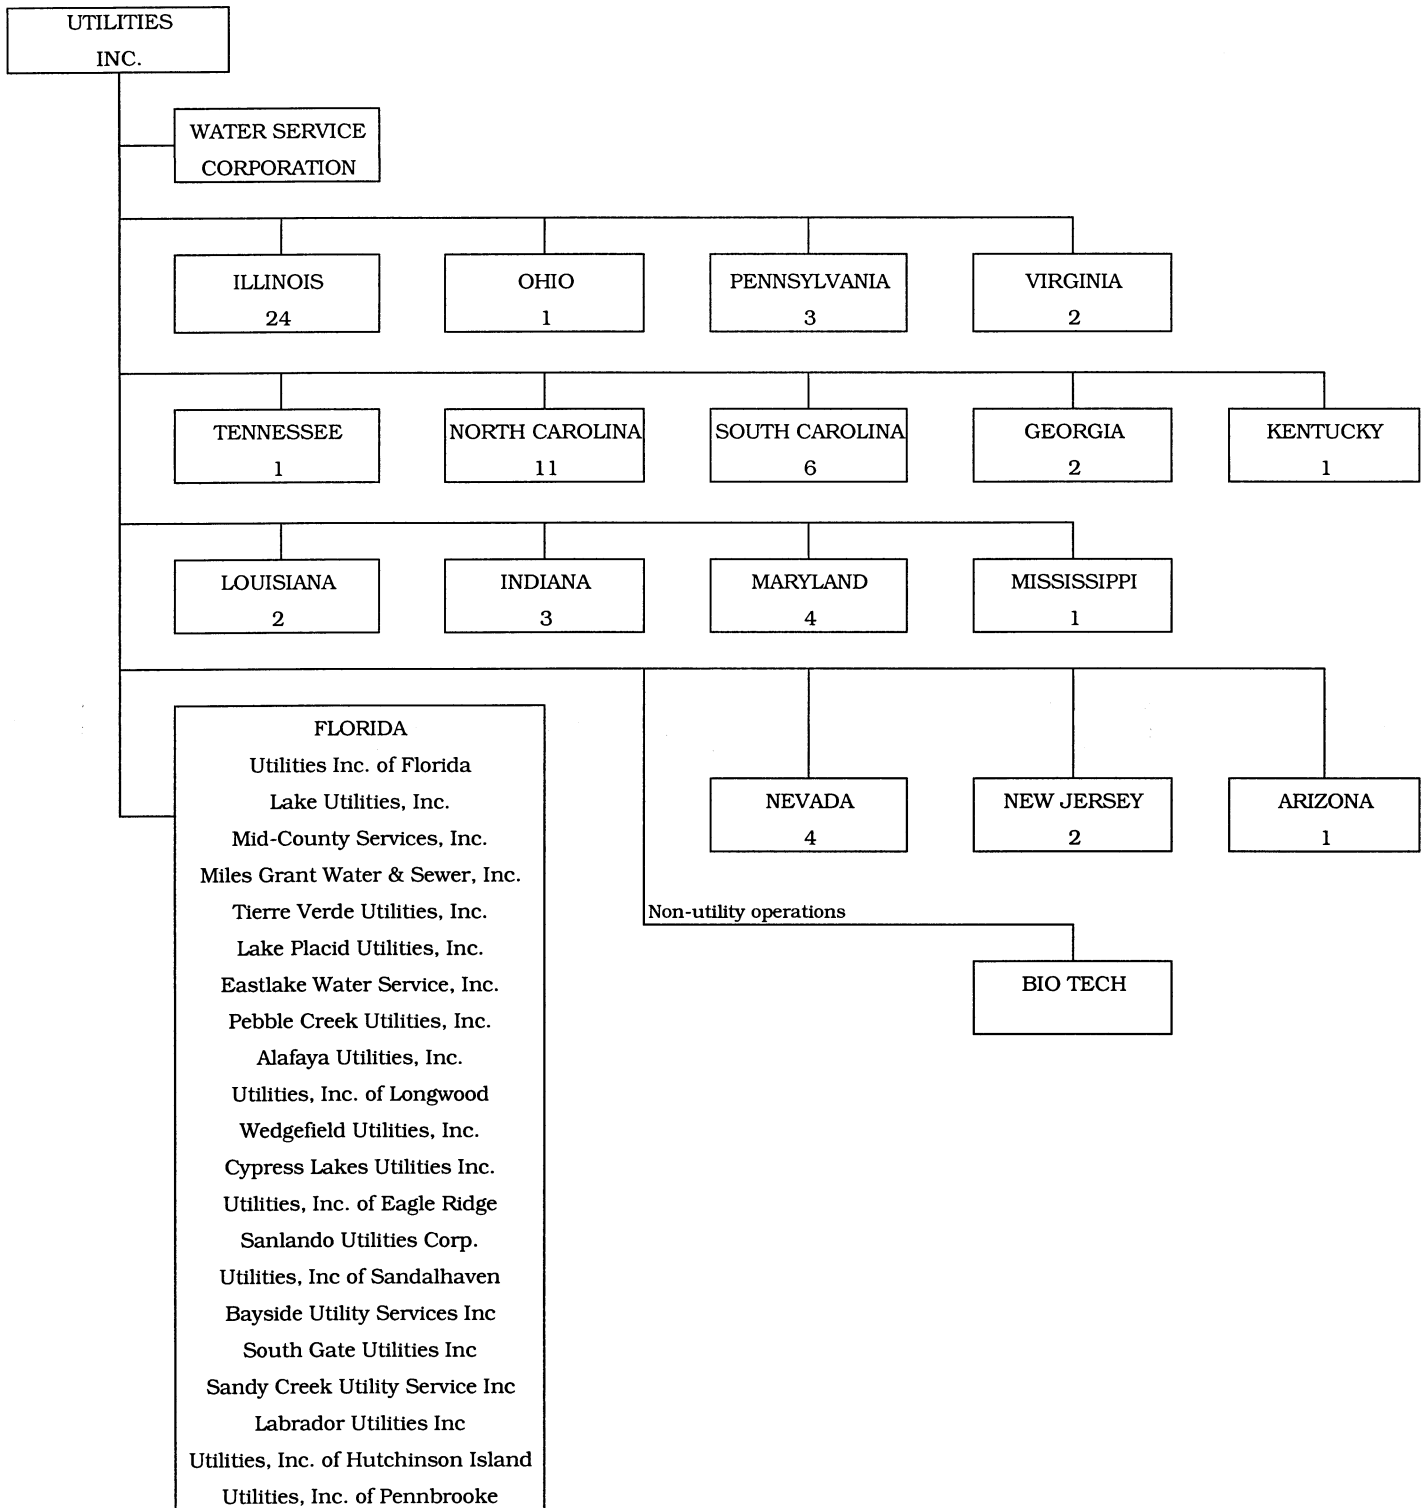 UTILITIES
INC.
WATER SERVICE
CORPORATION
ILLINOIS
24
OHIO
1
PENNSYLVANIA
3
VIRGINIA
2
TENNESSEE
1
NORTH CAROLINA
11
SOUTH CAROLINA
6
GEORGIA
2
KENTUCKY
1
LOUISIANA
2
INDIANA
3
MARYLAND
4
MISSISSIPPI
1
FLORIDA
Utilities Inc. of Florida
Lake Utilities, Inc.
Mid-County Services, Inc.
Miles Grant Water & Sewer, Inc.
Tierre Verde Utilities, Inc.
Lake Placid Utilities, Inc.
Eastlake Water Service, Inc.
Pebble Creek Utilities, Inc.
Alafaya Utilities, Inc.
Utilities, Inc. of Longwood
Wedgefield Utilities, Inc.
Cypress Lakes Utilities Inc.
Utilities, Inc. of Eagle Ridge
Sanlando Utilities Corp.
Utilities, Inc of Sandalhaven
Bayside Utility Services Inc
South Gate Utilities Inc
Sandy Creek Utility Service Inc
Labrador Utilities Inc
Utilities, Inc. of Hutchinson Island
Utilities, Inc. of Pennbrooke
NEVADA
4
NEW JERSEY
2
ARIZONA
1
Non-utility operations
BIO TECH